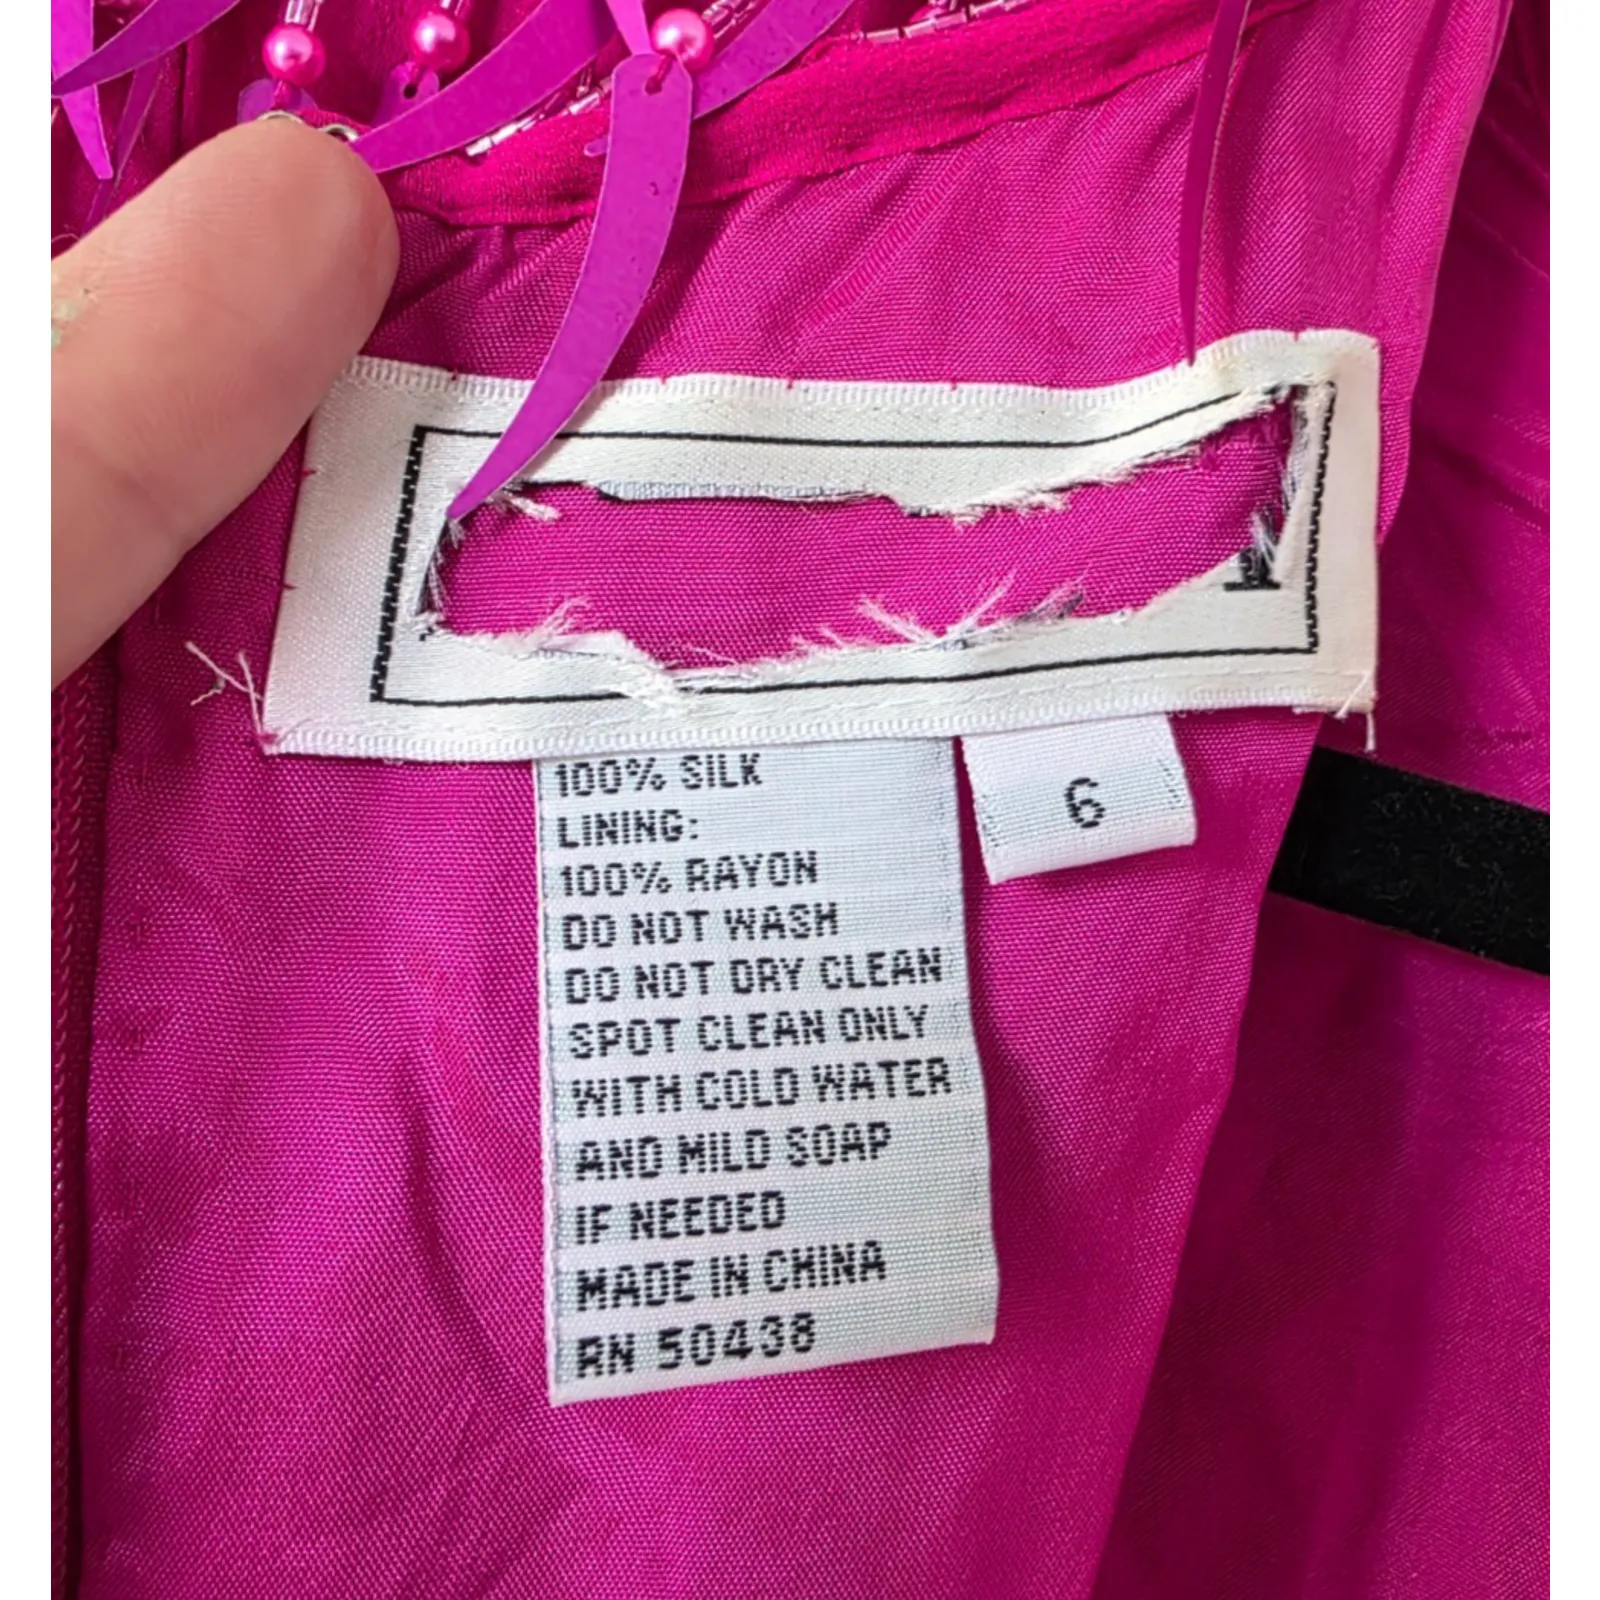 100% SILK
LINING:
100% RAYON
DO NOT WASH
DO NOT DRY CLEAN
SPOT CLEAN ONLY
WITH COLD WATER
AND MILD SOAP
IF NEEDED
MADE IN CHINA
RN 50438
6